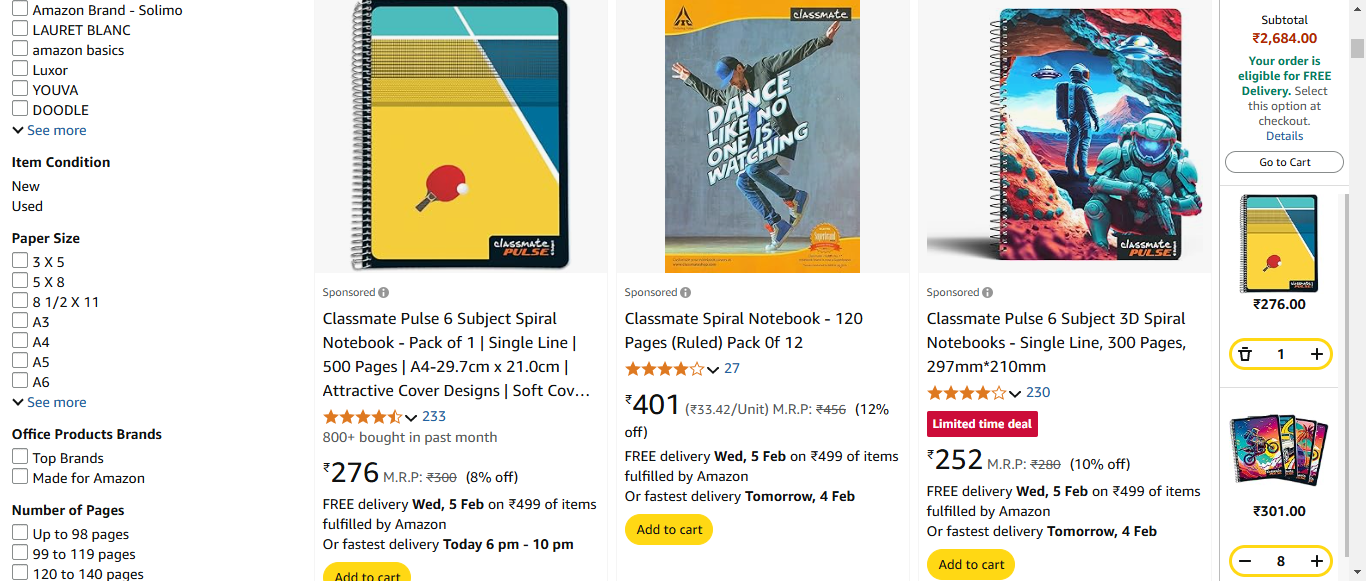 Amazon Brand - Solimo
LAURET BLANC
amazon basics
Luxor
YOUVA
DOODLE
See more
Item Condition
New
Used
Paper Size
3 X 5
5 X 8
8 1/2 X 11
A3
A4
A5
A6
See more
Office Products Brands
Top Brands
Made for Amazon
Number of Pages
Up to 98 pages
99 to 119 pages
120 to 140 pages
classmate
PULSE
Sponsored
Classmate Pulse 6 Subject Spiral
Notebook - Pack of 1 | Single Line |
500 Pages | A4-29.7cm x 21.0cm |
Attractive Cover Designs | Soft Cov…
233
800+ bought in past month
₹276 M.R.P: ₹300 (8% off)
FREE delivery Wed, 5 Feb on ₹499 of items
fulfilled by Amazon
Or fastest delivery Today 6 pm - 10 pm
Add to cart
classmate
DANCE
LIKE NO
ONE IS
WATCHING
Sponsored
Classmate Spiral Notebook - 120
Pages (Ruled) Pack 0f 12
27
₹401 (₹33.42/Unit) M.R.P: ₹456 (12%
off)
FREE delivery Wed, 5 Feb on ₹499 of items
fulfilled by Amazon
Or fastest delivery Tomorrow, 4 Feb
Add to cart
classmate
PULSE
Sponsored
Classmate Pulse 6 Subject 3D Spiral
Notebooks - Single Line, 300 Pages,
297mm*210mm
230
Limited time deal
₹252 M.R.P: ₹280 (10% off)
FREE delivery Wed, 5 Feb on ₹499 of items
fulfilled by Amazon
Or fastest delivery Tomorrow, 4 Feb
Add to cart
Subtotal
₹2,684.00
Your order is
eligible for FREE
Delivery. Select
this option at
checkout.
Details
Go to Cart
₹276.00
1
₹301.00
8